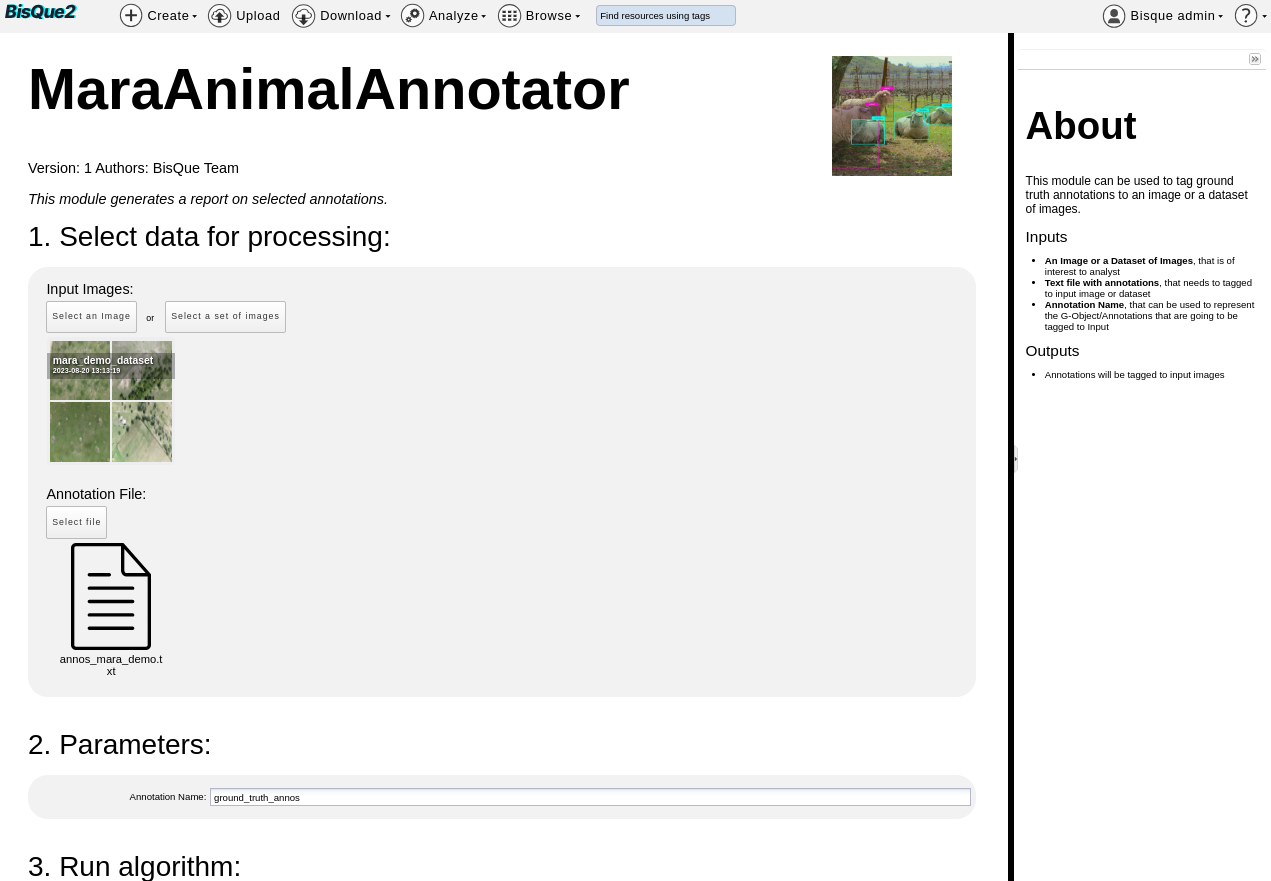 BisQue2
Create
Upload
Download
Analyze
Browse
Find resources using tags
Bisque admin
MaraAnimalAnnotator
Version: 1 Authors: BisQue Team
This module generates a report on selected annotations.
1. Select data for processing:
Input Images:
Select an Image
or
Select a set of images
mara_demo_dataset
2023-08-20 13:13:19
Annotation File:
Select file
annos_mara_demo.t
xt
2. Parameters:
Annotation Name:
ground_truth_annos
3. Run algorithm:
About
This module can be used to tag ground
truth annotations to an image or a dataset
of images.
Inputs
An Image or a Dataset of Images, that is of
interest to analyst
Text file with annotations, that needs to tagged
to input image or dataset
Annotation Name, that can be used to represent
the G-Object/Annotations that are going to be
tagged to Input
Outputs
Annotations will be tagged to input images